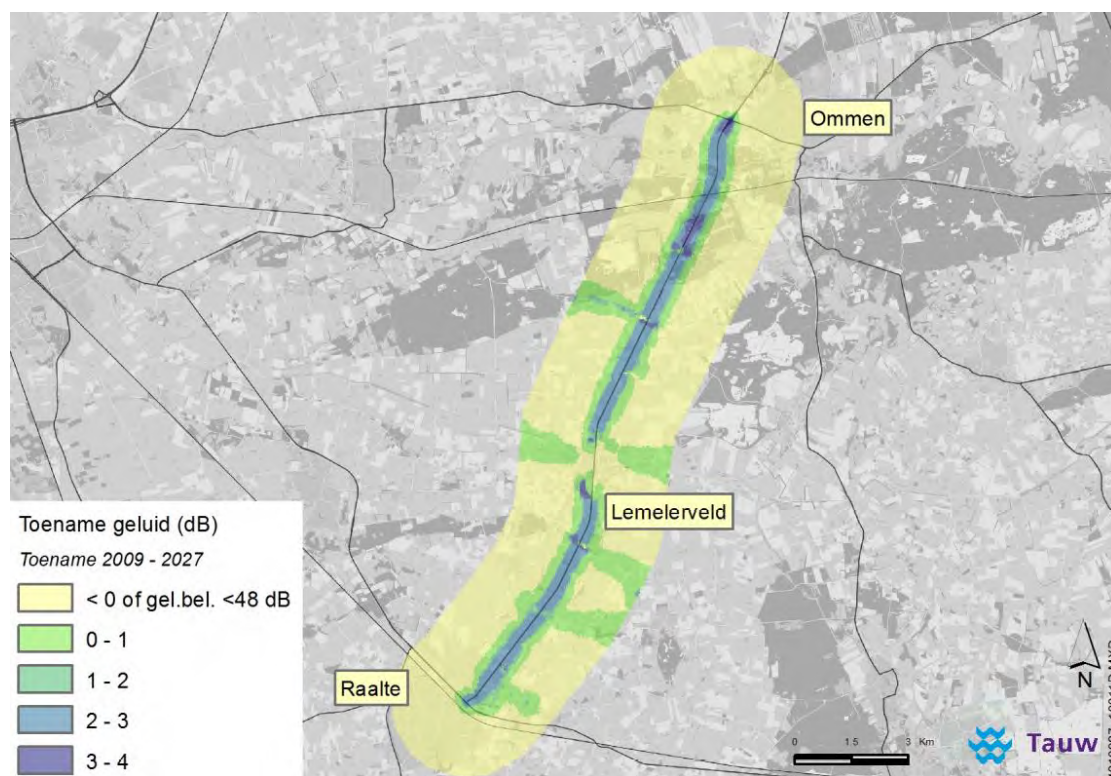 Ommen
Lemelerveld
Raalte
Toename geluid (dB)
Toename 2009 - 2027
< 0 of gel.bel. <48 dB
0 - 1
1 - 2
2 - 3
3 - 4
N
0 1 5 3 Km
Tauw